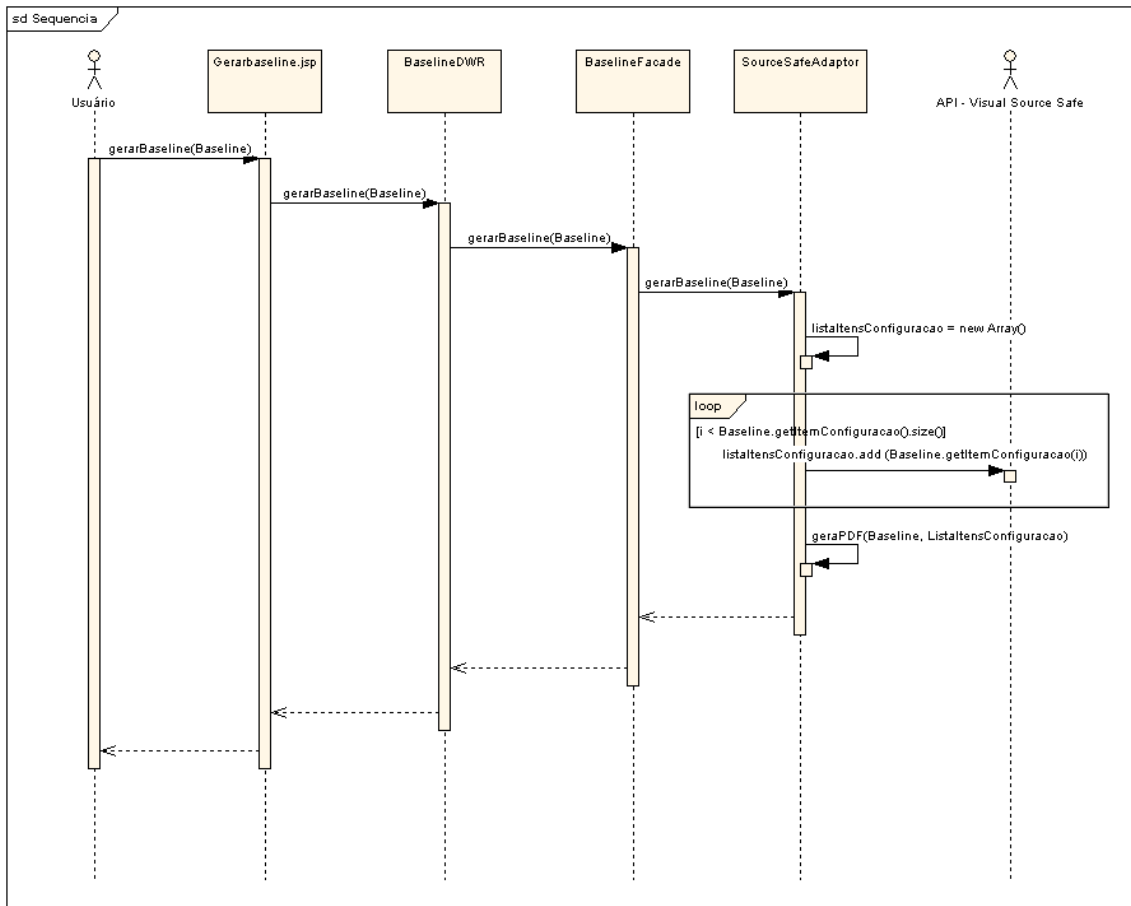 sd Sequencia
Usuário
Gerarbaseline.jsp
BaselineDWR
BaselineFacade
SourceSafeAdaptor
API - Visual Source Safe
gerarBaseline(Baseline)
gerarBaseline(Baseline)
gerarBaseline(Baseline)
gerarBaseline(Baseline)
listaItensConfiguracao = new Array()
loop
[i < Baseline.getItemConfiguracao().size()]
listaItensConfiguracao.add (Baseline.getItemConfiguracao(i))
geraPDF(Baseline, ListaItensConfiguracao)